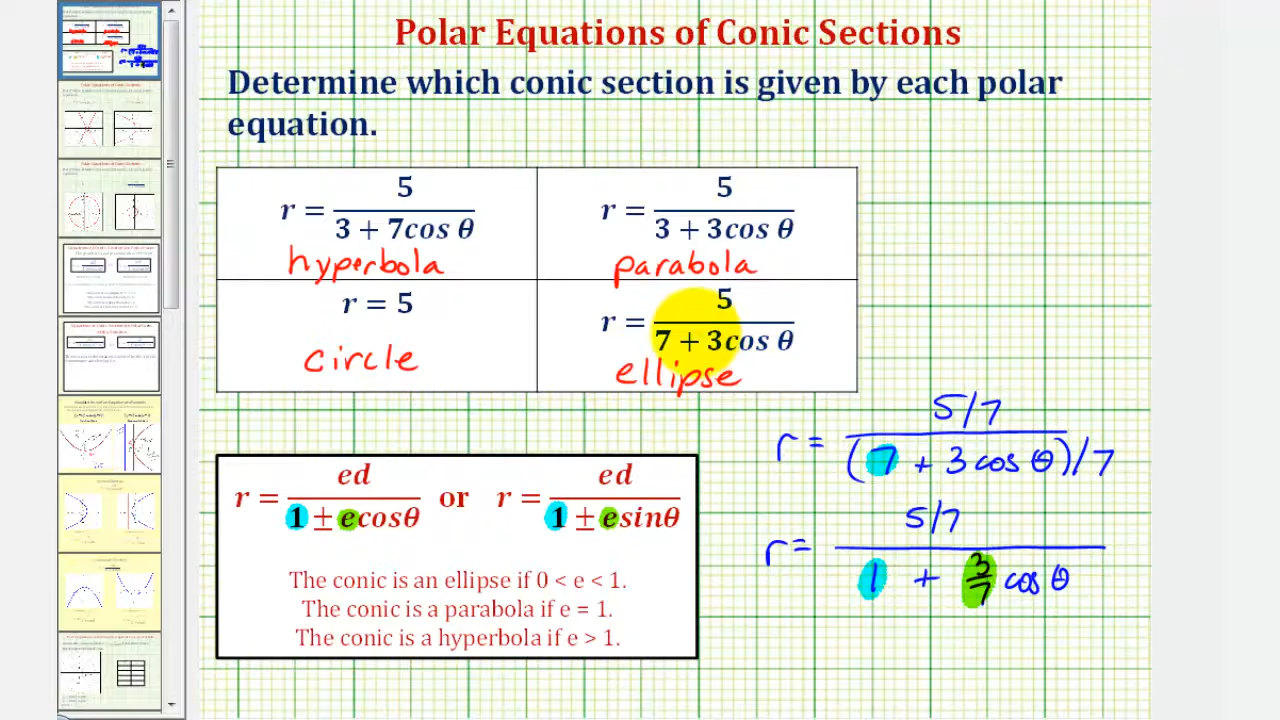 Polar Equations of Conic Sections
Determine which conic section is given by each polar
equation.
r = 5 / (3 + 7cos θ)
hyperbola
r = 5 / (3 + 3cos θ)
parabola
r = 5
circle
r = 5 / (7 + 3cos θ)
ellipse
r = ed / (1 ± ecosθ) or r = ed / (1 ± esinθ)
The conic is an ellipse if 0 < e < 1.
The conic is a parabola if e = 1.
The conic is a hyperbola if e > 1.
r = 5/7 / (7 + 3 cos θ)/7
r = 5/7 / 1 + 3/7 cos θ